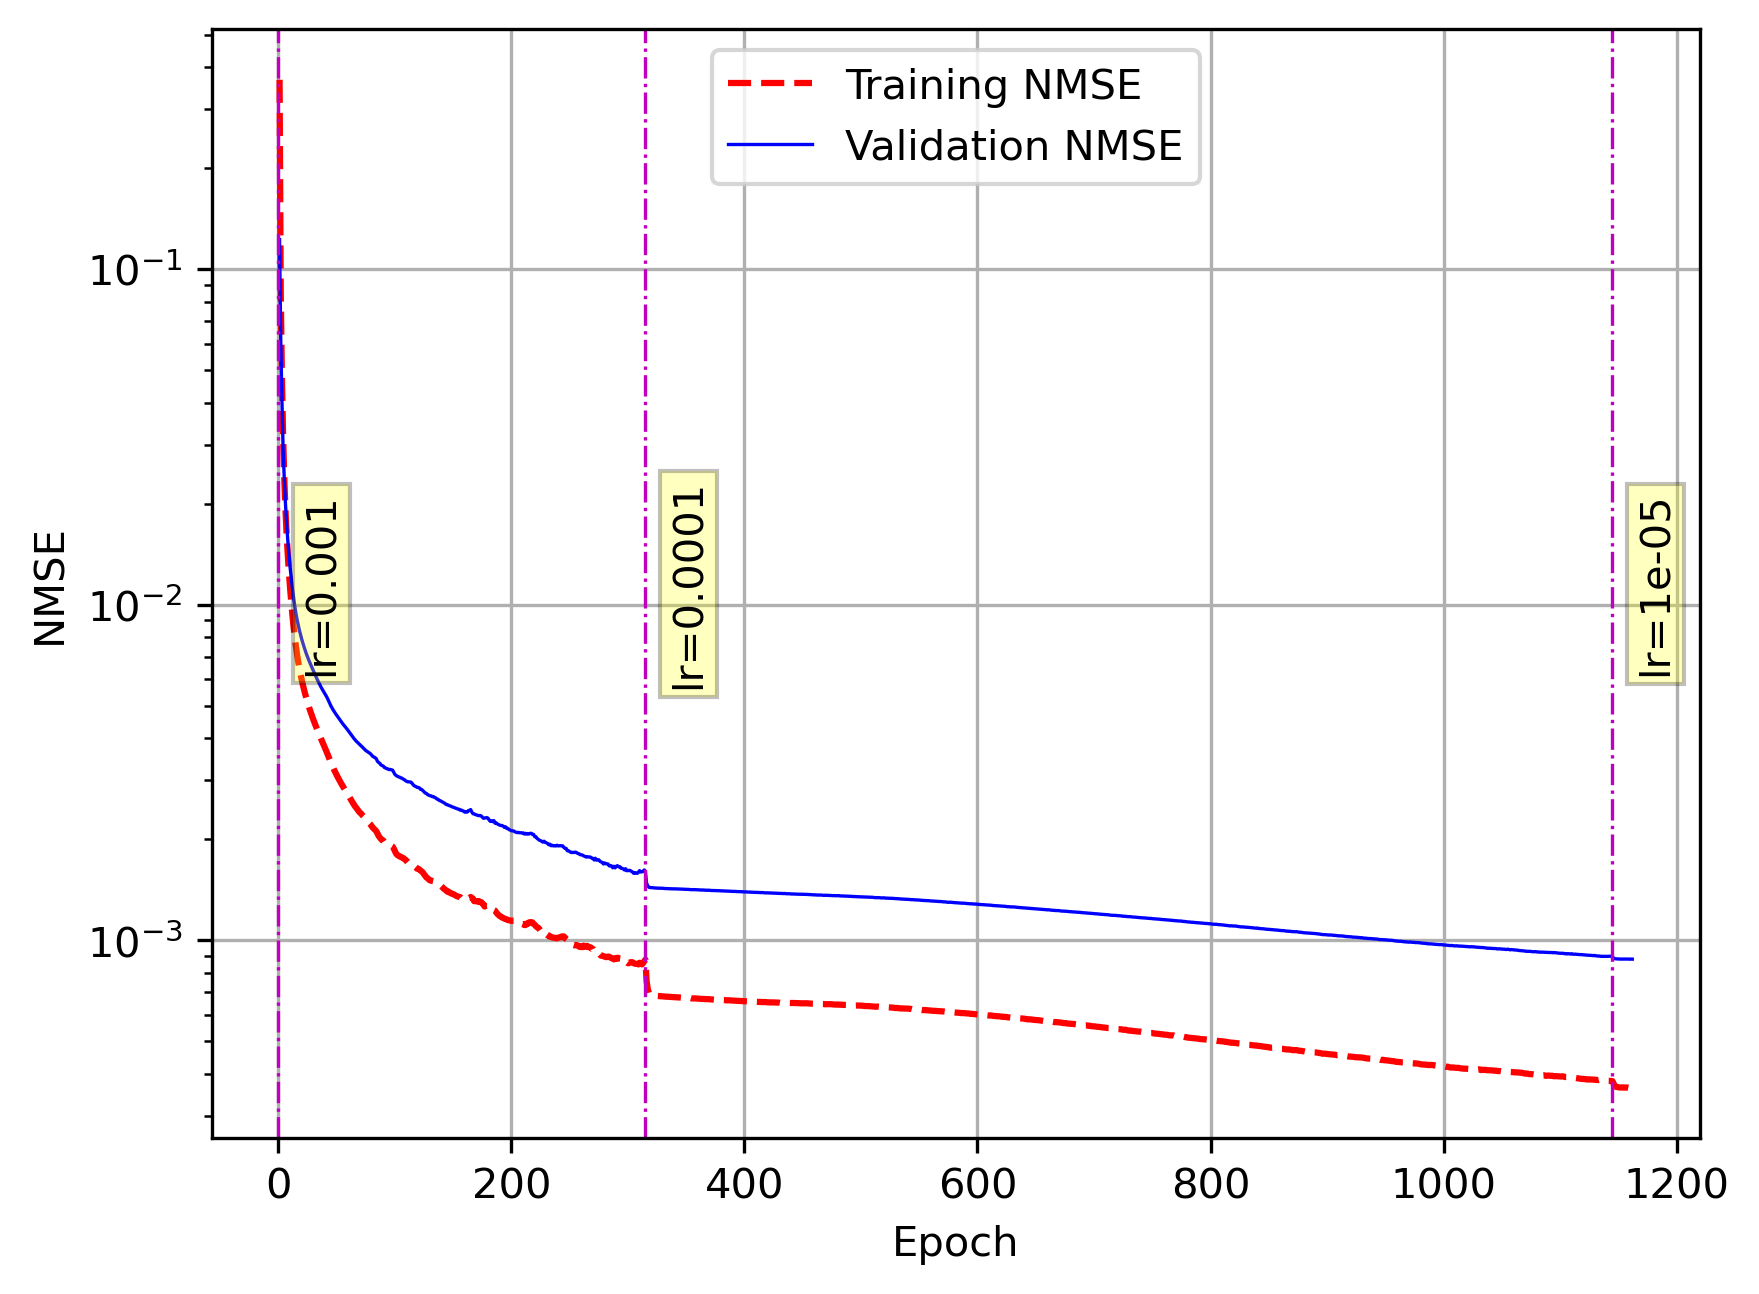 Training NMSE
Validation NMSE
NMSE
10⁻¹
10⁻²
10⁻³
lr=0.001
lr=0.0001
lr=1e-05
0 200 400 600 800 1000 1200
Epoch